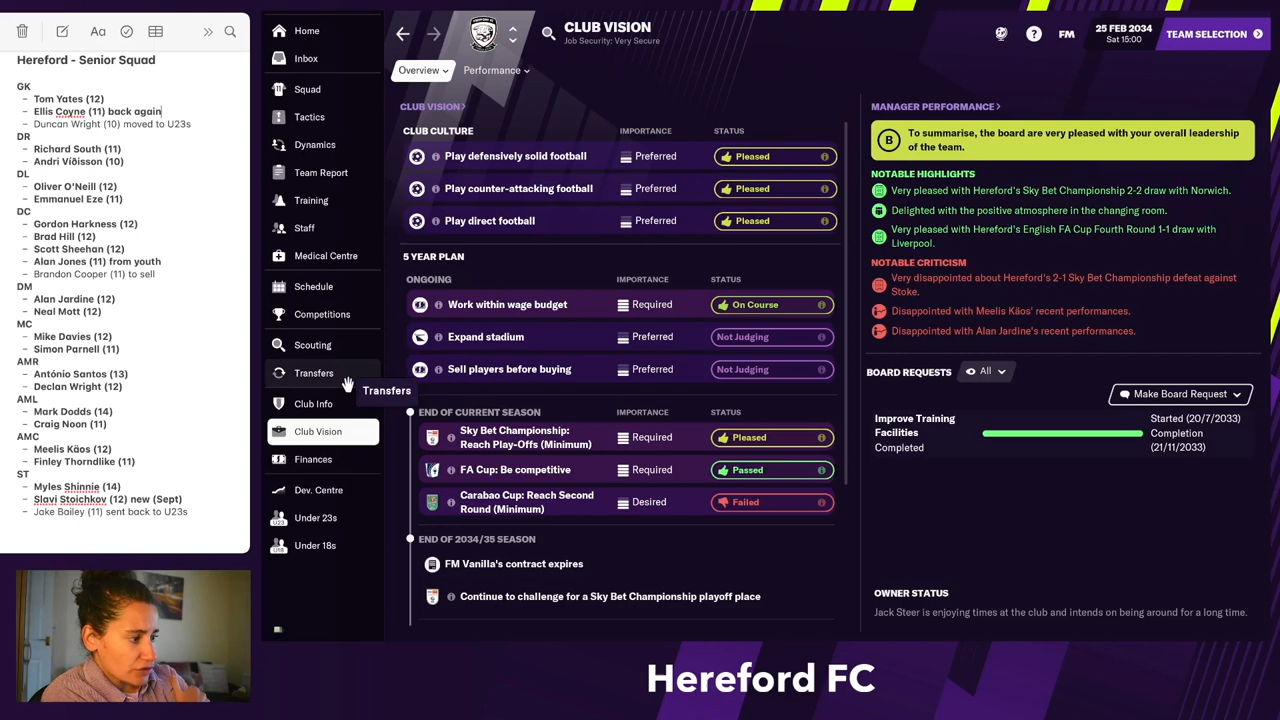 Aa
Hereford - Senior Squad
GK
– Tom Yates (12)
– Ellis Coyne (11) back again
– Duncan Wright (10) moved to U23s
DR
– Richard South (11)
– Andri Víðisson (10)
DL
– Oliver O'Neill (12)
– Emmanuel Eze (11)
DC
– Gordon Harkness (12)
– Brad Hill (12)
– Scott Sheehan (12)
– Alan Jones (11) from youth
– Brandon Cooper (11) to sell
DM
– Alan Jardine (12)
– Neal Mott (12)
MC
– Mike Davies (12)
– Simon Parnell (11)
AMR
– António Santos (13)
– Declan Wright (12)
AML
– Mark Dodds (14)
– Craig Noon (11)
AMC
– Meelis Käos (12)
– Finley Thorndlike (11)
ST
– Myles Shinnie (14)
– Slavi Stoichkov (12) new (Sept)
– Jake Bailey (11) sent back to U23s
Home
Inbox
Squad
Tactics
Dynamics
Team Report
Training
Staff
Medical Centre
Schedule
Competitions
Scouting
Transfers
Transfers
Club Info
Club Vision
Finances
Dev. Centre
Under 23s
Under 18s
CLUB VISION
Job Security: Very Secure
FM
25 FEB 2034
Sat 15:00
TEAM SELECTION
Overview
Performance
CLUB VISION >
CLUB CULTURE IMPORTANCE STATUS
Play defensively solid football Preferred Pleased
Play counter-attacking football Preferred Pleased
Play direct football Preferred Pleased
5 YEAR PLAN
ONGOING IMPORTANCE STATUS
Work within wage budget Required On Course
Expand stadium Preferred Not Judging
Sell players before buying Preferred Not Judging
END OF CURRENT SEASON IMPORTANCE STATUS
Sky Bet Championship:
Reach Play-Offs (Minimum) Required Pleased
FA Cup: Be competitive Required Passed
Carabao Cup: Reach Second
Round (Minimum) Desired Failed
END OF 2034/35 SEASON
FM Vanilla's contract expires
Continue to challenge for a Sky Bet Championship playoff place
MANAGER PERFORMANCE >
B To summarise, the board are very pleased with your overall leadership
of the team.
NOTABLE HIGHLIGHTS
Very pleased with Hereford's Sky Bet Championship 2-2 draw with Norwich.
Delighted with the positive atmosphere in the changing room.
Very pleased with Hereford's English FA Cup Fourth Round 1-1 draw with
Liverpool.
NOTABLE CRITICISM
Very disappointed about Hereford's 2-1 Sky Bet Championship defeat against
Stoke.
Disappointed with Meelis Käos' recent performances.
Disappointed with Alan Jardine's recent performances.
BOARD REQUESTS All
Make Board Request
Improve Training
Facilities
Completed
Started (20/7/2033)
Completion
(21/11/2033)
OWNER STATUS
Jack Steer is enjoying times at the club and intends on being around for a long time.
Hereford FC